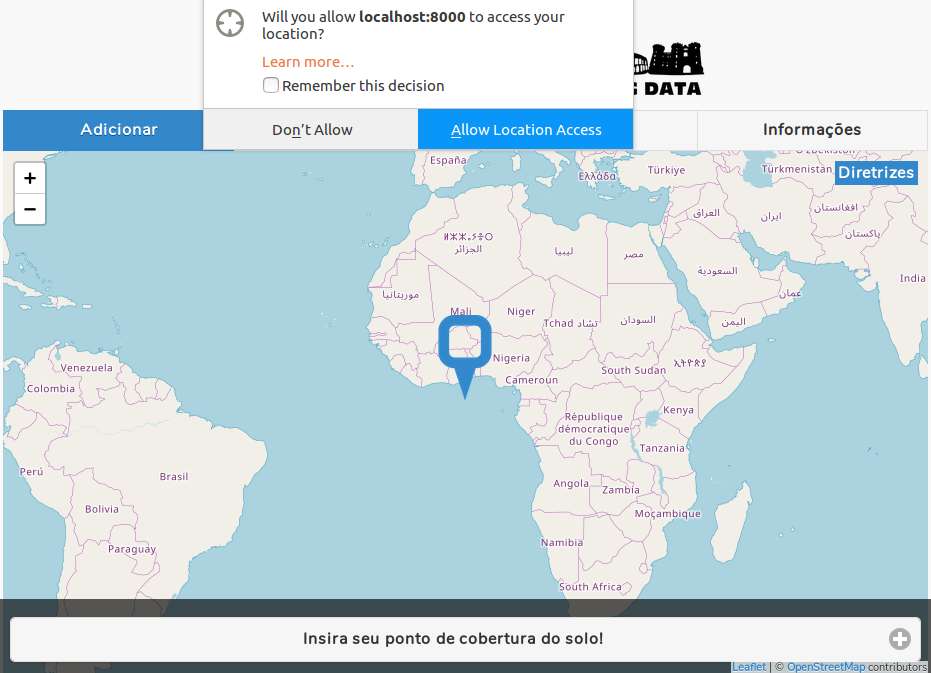 Will you allow localhost:8000 to access your
location?
Learn more…
Remember this decision
Don't Allow
Allow Location Access
DATA
Adicionar
Informações
Diretrizes
+
−
España
Ελλάδα
Türkiye
Türkmenistan
العراق
ایران
افغانستان
پاکستان
ⵍⵣⵣⴰⵢⴻⵔ
الجزائر
ليبيا
مصر
السعودية
India
موريتانيا
عمان
Mali
Niger
Tchad تشاد
السودان
اليمن
Nigeria
ኢትዮጵያ
South Sudan
Cameroun
Venezuela
Colombia
Kenya
République
démocratique
du Congo
Tanzania
Perú
Brasil
Angola
Zambia
Bolivia
Moçambique
Paraguay
Namibia
South Africa
Insira seu ponto de cobertura do solo!
Leaflet | © OpenStreetMap contributors